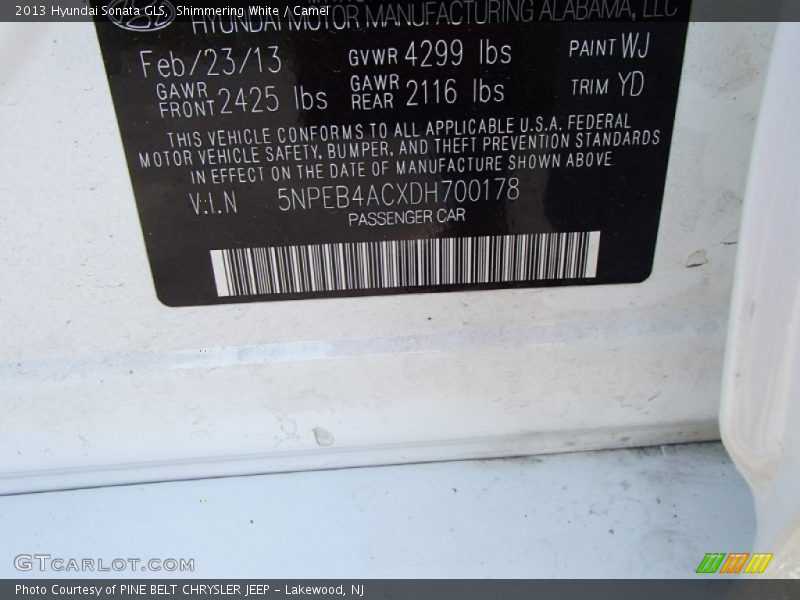 2013 Hyundai Sonata GLS, Shimmering White / Camel
HYUNDAI MOTOR MANUFACTURING ALABAMA, LLC
Feb/23/13 GVWR 4299 lbs PAINT WJ
GAWR FRONT 2425 lbs GAWR REAR 2116 lbs TRIM YD
THIS VEHICLE CONFORMS TO ALL APPLICABLE U.S.A. FEDERAL
MOTOR VEHICLE SAFETY, BUMPER, AND THEFT PREVENTION STANDARDS
IN EFFECT ON THE DATE OF MANUFACTURE SHOWN ABOVE
V.I.N 5NPEB4ACXDH700178
PASSENGER CAR
GTCARLOT.COM
Photo Courtesy of PINE BELT CHRYSLER JEEP - Lakewood, NJ